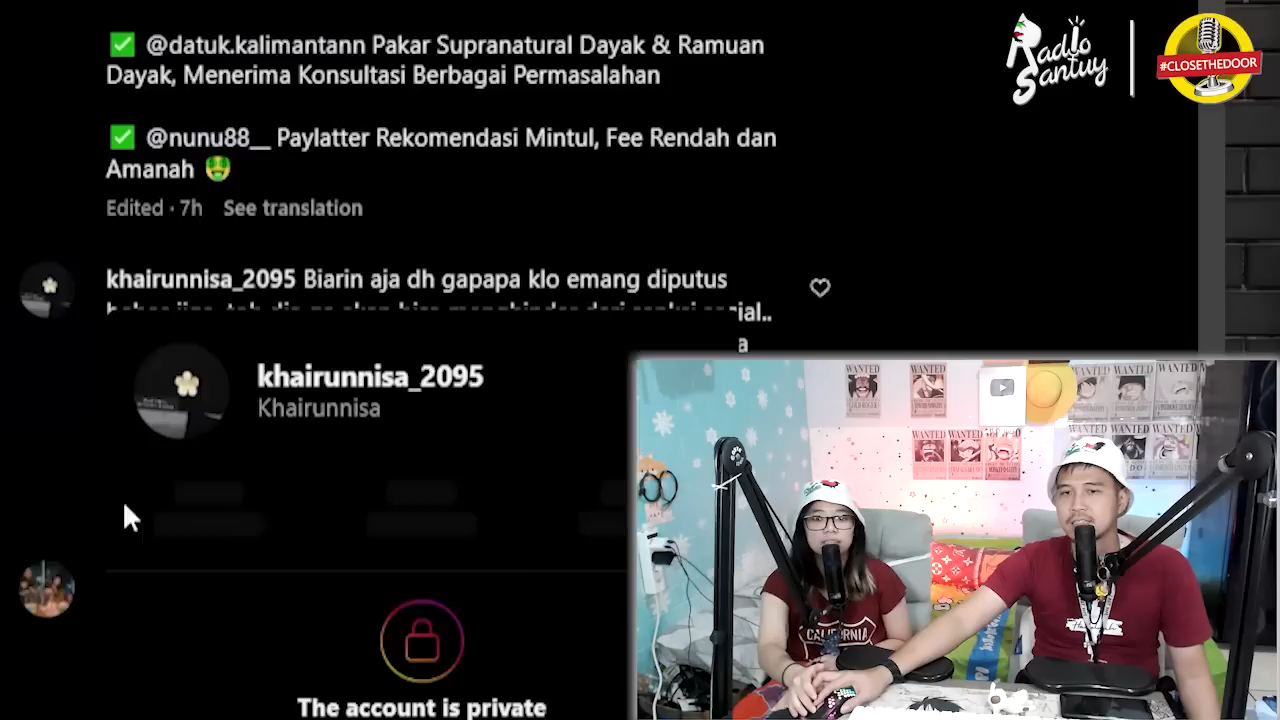 ✅ @datuk.kalimantann Pakar Supranatural Dayak & Ramuan
Dayak, Menerima Konsultasi Berbagai Permasalahan
✅ @nunu88__ Paylatter Rekomendasi Mintul, Fee Rendah dan
Amanah 🤑
Edited · 7h See translation
khairunnisa_2095 Biarin aja dh gapapa klo emang diputus
khairunnisa_2095
Khairunnisa
The account is private
Radio
Santuy
#CLOSETHEDOOR
WANTED
WANTED
WANTED
WANTED
WANTED
WANTED
WANTED
CALIFORNIA